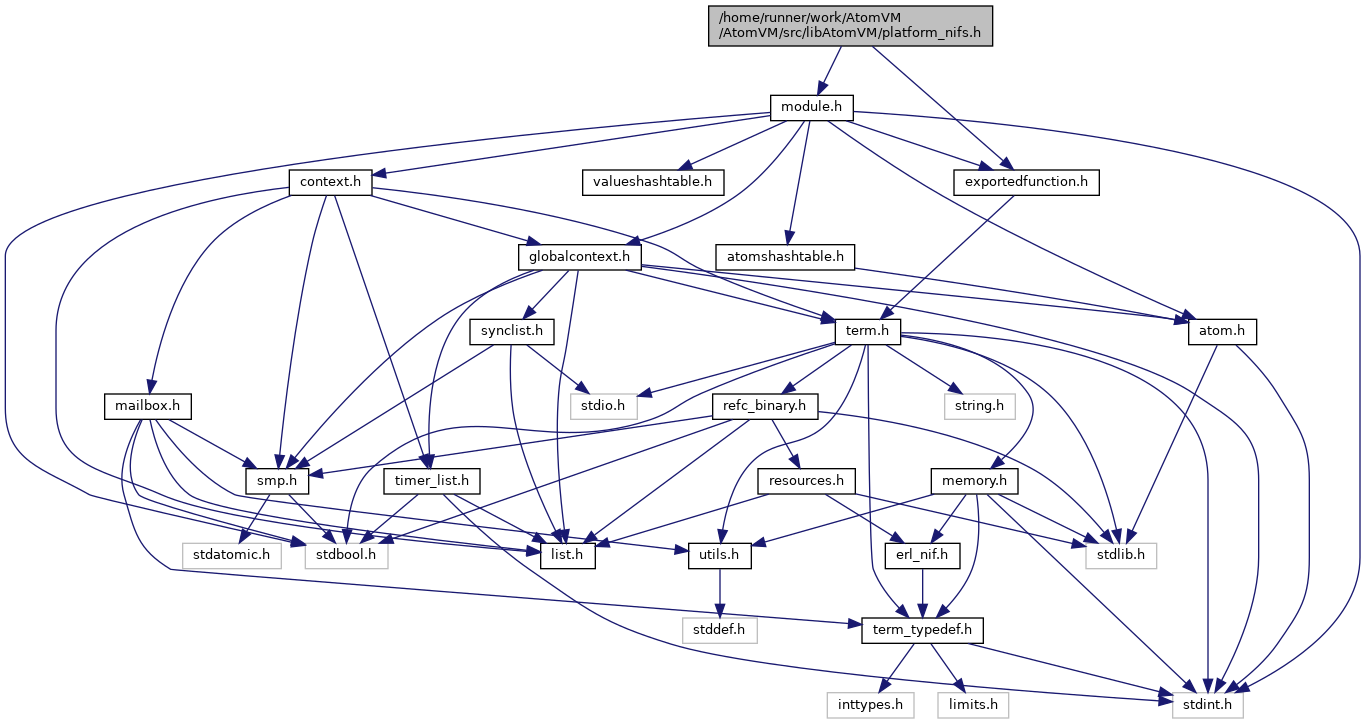 /home/runner/work/AtomVM
/AtomVM/src/libAtomVM/platform_nifs.h
module.h
context.h
valueshashtable.h
exportedfunction.h
globalcontext.h
atomshashtable.h
synclist.h
term.h
atom.h
mailbox.h
stdio.h
refc_binary.h
string.h
smp.h
timer_list.h
resources.h
memory.h
stdatomic.h
stdbool.h
list.h
utils.h
erl_nif.h
stdlib.h
stddef.h
term_typedef.h
inttypes.h
limits.h
stdint.h